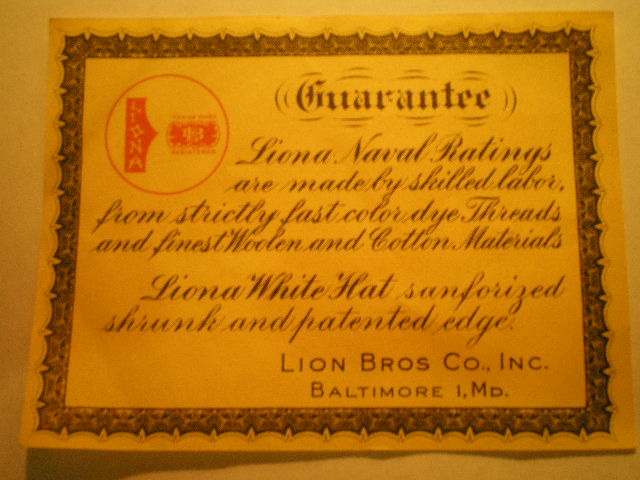 Guarantee
LIONA
43
Liona Naval Ratings
are made by skilled labor,
from strictly fast color dye Threads
and finest Woolen and Cotton Materials
Liona White Hat sanforized
shrunk and patented edge.
LION BROS CO., INC.
BALTIMORE 1, MD.